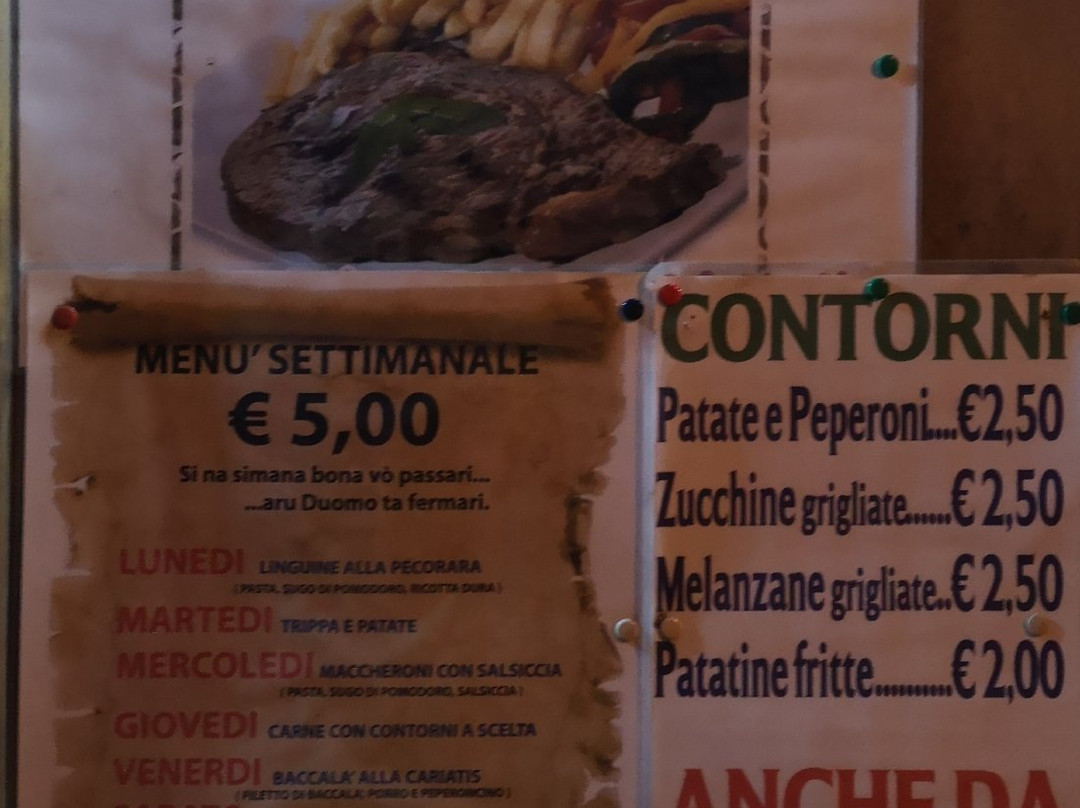 MENU' SETTIMANALE
€ 5,00
Si na simana bona vò passari...
...aru Duomo ta fermari.
LUNEDI LINGUINE ALLA PECORARA
( PASTA, SUGO DI POMODORO, RICOTTA DURA )
MARTEDI TRIPPA E PATATE
MERCOLEDI MACCHERONI CON SALSICCIA
( PASTA, SUGO DI POMODORO, SALSICCIA )
GIOVEDI CARNE CON CONTORNI A SCELTA
VENERDI BACCALA' ALLA CARIATIS
( FILETTO DI BACCALA', PORRO E PEPERONCINO )
CONTORNI
Patate e Peperoni....€2,50
Zucchine grigliate......€ 2,50
Melanzane grigliate..€ 2,50
Patatine fritte..........€ 2,00
ANCHE DA